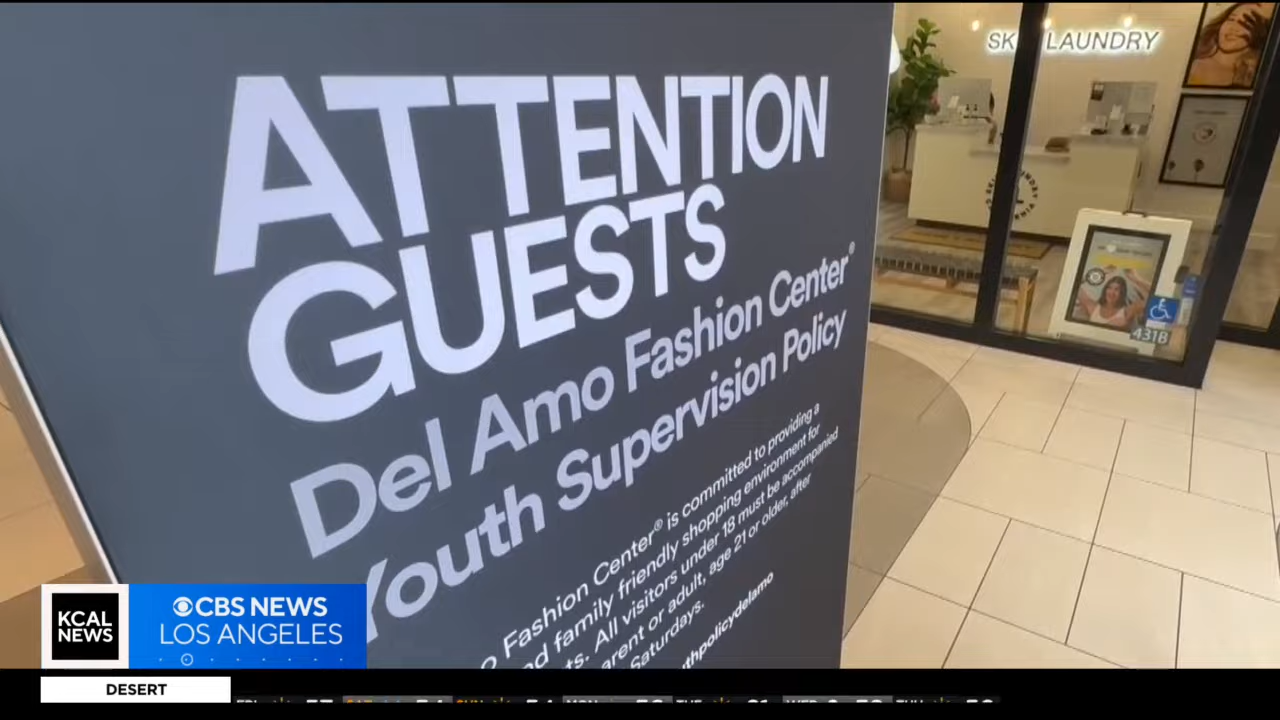 ATTENTION
GUESTS
Del Amo Fashion Center®
Youth Supervision Policy
Fashion Center® is committed to providing a
family friendly shopping environment for
All visitors under 18 must be accompanied
or adult, age 21 or older, after
Saturdays.
SK LAUNDRY
431B
KCAL
NEWS
CBS NEWS
LOS ANGELES
DESERT